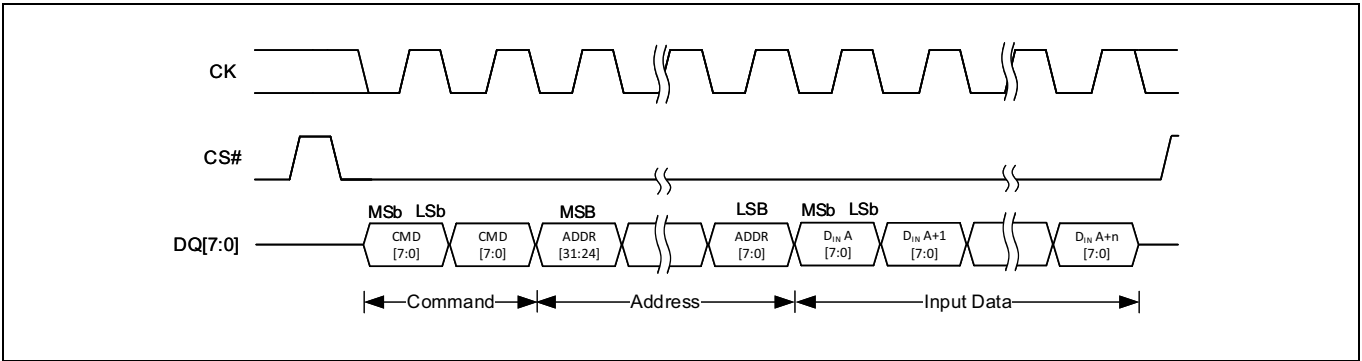 CK
CS#
MSb LSb MSB LSB MSb LSb
DQ[7:0]
CMD CMD ADDR ADDR DIN A DIN A+1 DIN A+n
[7:0] [7:0] [31:24] [7:0] [7:0] [7:0] [7:0]
Command Address Input Data